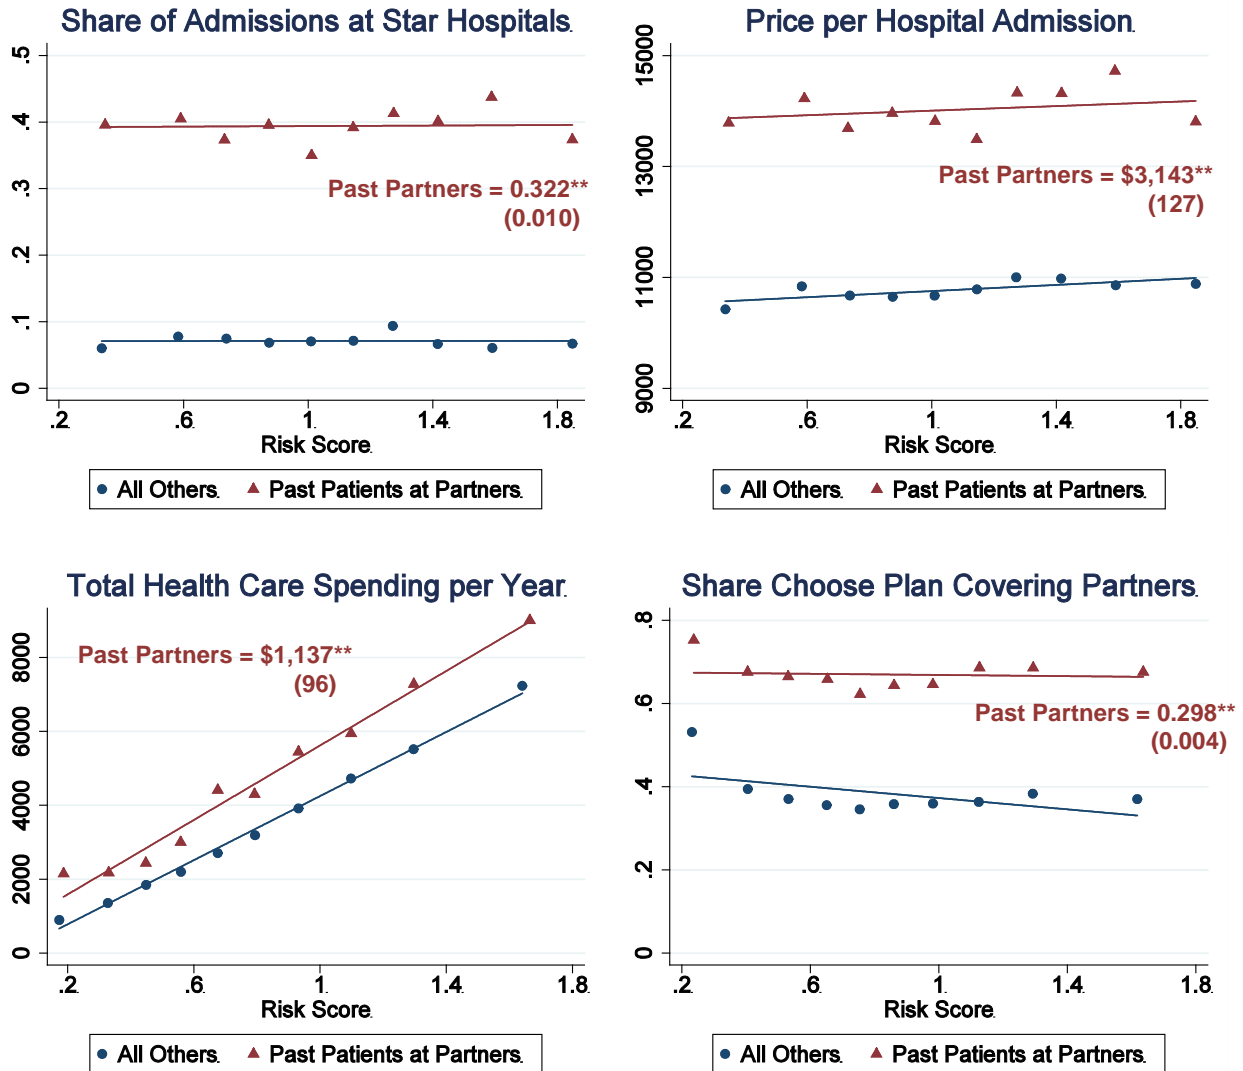 Share of Admissions at Star Hospitals.
.5
.4
.3
.2
.1
0
Past Partners = 0.322**
(0.010)
.2. .6. 1. 1.4. 1.8.
Risk Score.
All Others. Past Patients at Partners.
Price per Hospital Admission.
15000
13000
11000
9000
Past Partners = $3,143**
(127)
.2. .6. 1. 1.4. 1.8.
Risk Score.
All Others. Past Patients at Partners.
Total Health Care Spending per Year.
8000
6000
4000
2000
0
Past Partners = $1,137**
(96)
.2. .6. 1. 1.4. 1.8.
Risk Score.
All Others. Past Patients at Partners.
Share Choose Plan Covering Partners.
.8
.6
.4
.2
0
Past Partners = 0.298**
(0.004)
.2. .6. 1. 1.4. 1.8.
Risk Score.
All Others. Past Patients at Partners.